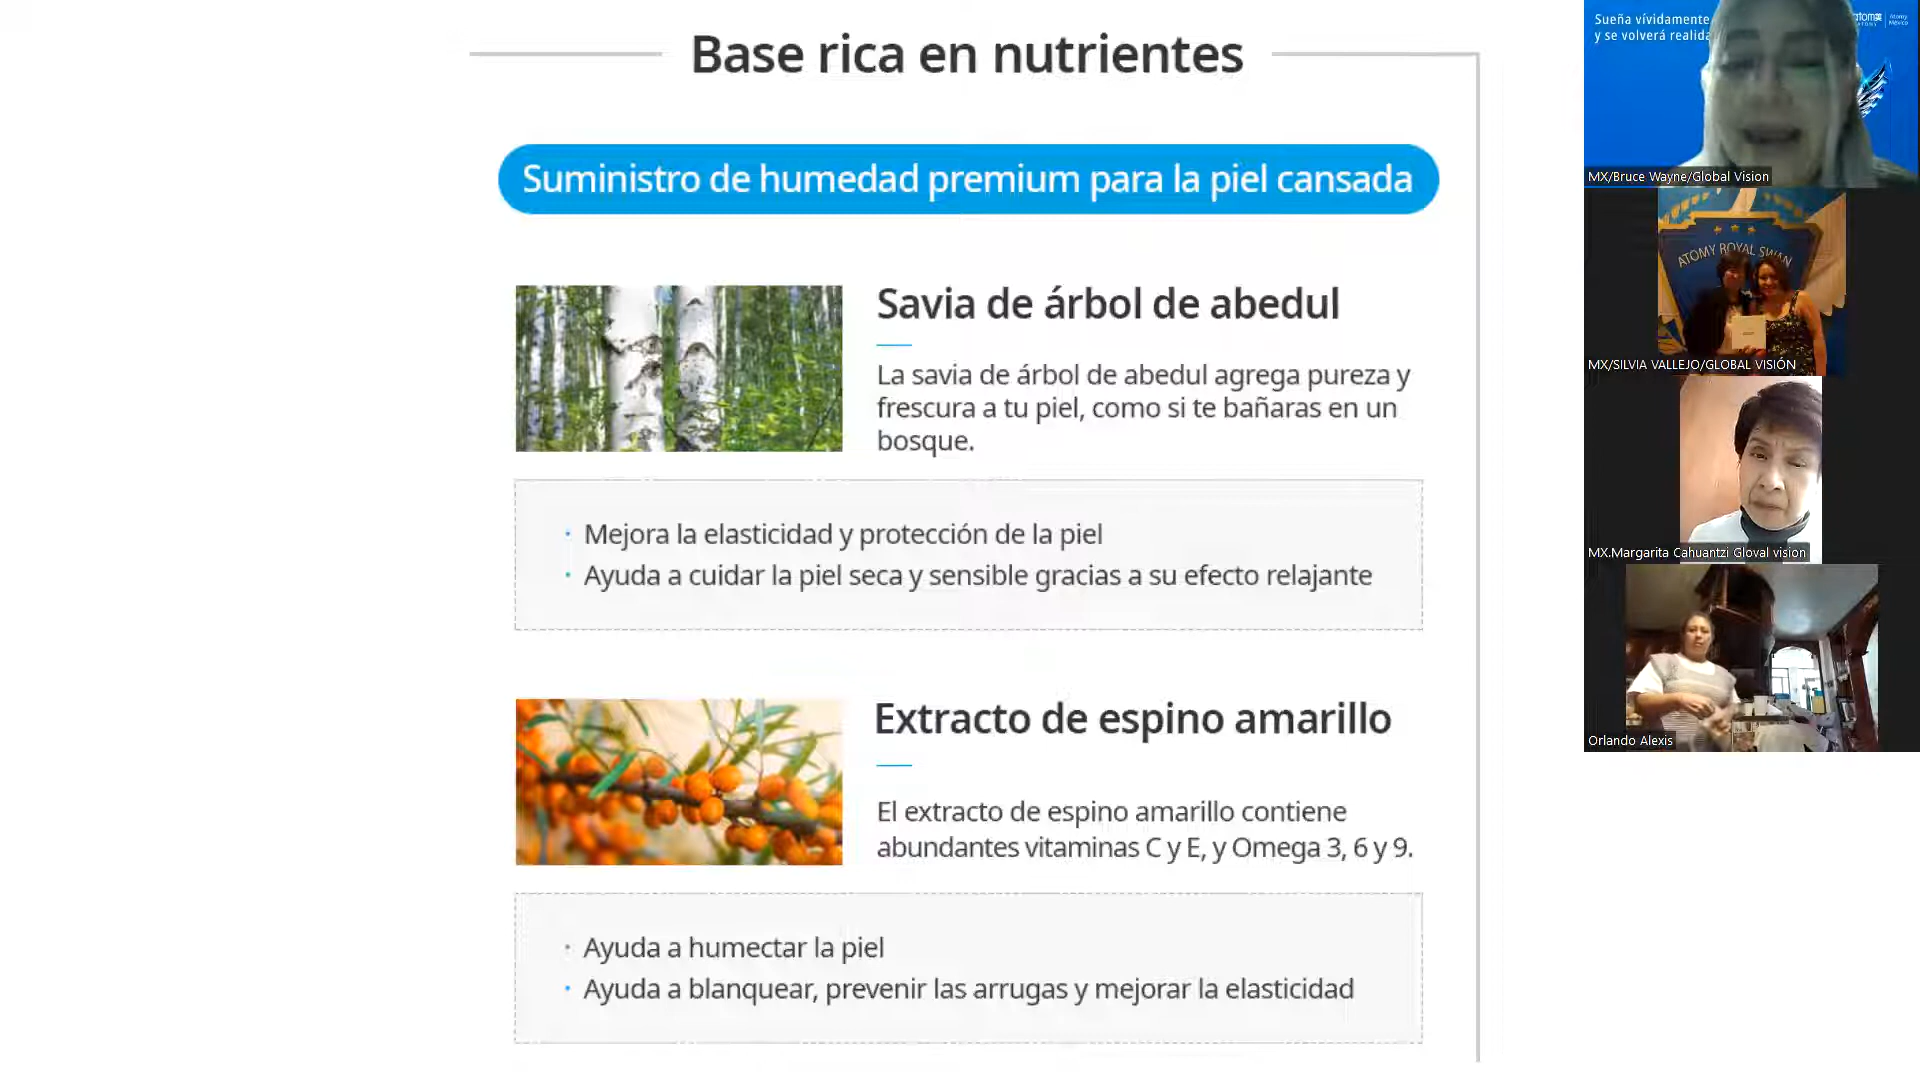 Base rica en nutrientes
Suministro de humedad premium para la piel cansada
Savia de árbol de abedul
La savia de árbol de abedul agrega pureza y
frescura a tu piel, como si te bañaras en un
bosque.
· Mejora la elasticidad y protección de la piel
· Ayuda a cuidar la piel seca y sensible gracias a su efecto relajante
Extracto de espino amarillo
El extracto de espino amarillo contiene
abundantes vitaminas C y E, y Omega 3, 6 y 9.
· Ayuda a humectar la piel
· Ayuda a blanquear, prevenir las arrugas y mejorar la elasticidad
Sueña vívidamente
y se volverá realida
Atomy
México
MX/Bruce Wayne/Global Vision
ATOMY ROYAL SWAN
MX/SILVIA VALLEJO/GLOBAL VISIÓN
MX.Margarita Cahuantzi Gloval vision
Orlando Alexis